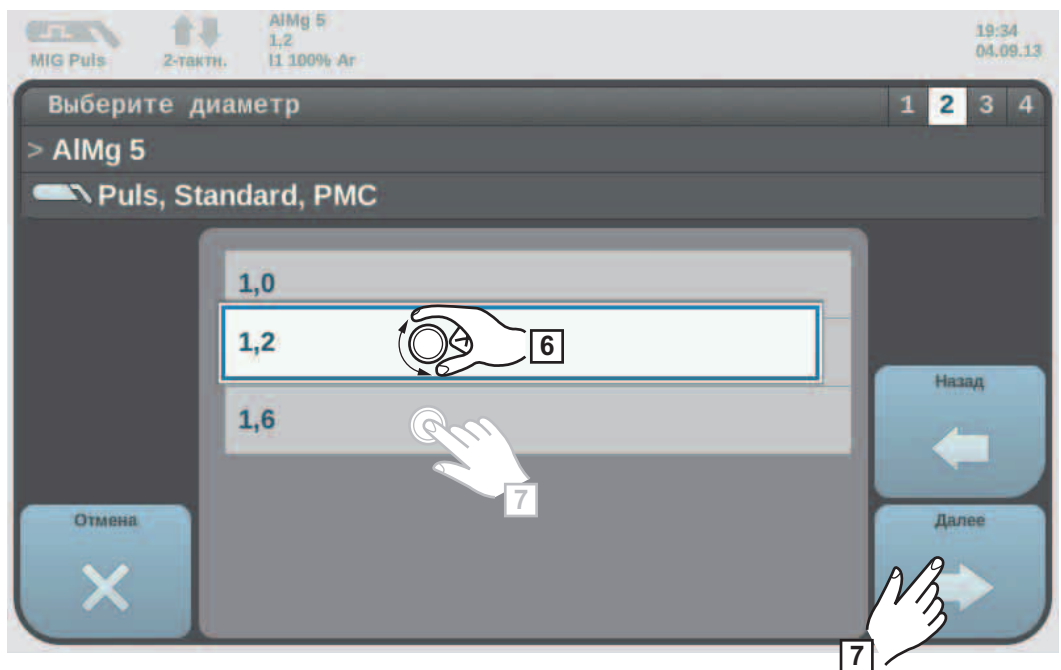 AlMg 5
1,2
I1 100% Ar
MIG Puls
2-тактн.
19:34
04.09.13
Выберите диаметр
1 2 3 4
> AlMg 5
Puls, Standard, PMC
1,0
1,2
6
1,6
7
Назад
Отмена
Далее
7